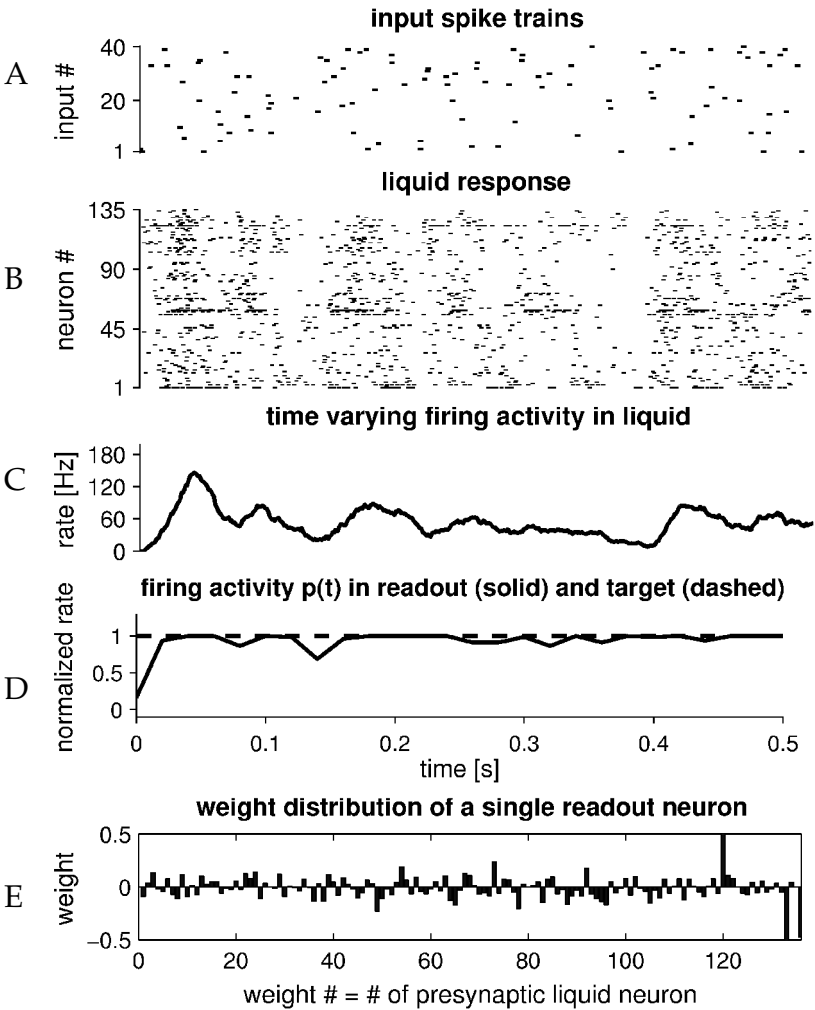 input spike trains
A
input #
40
20
1
liquid response
B
neuron #
135
90
45
1
time varying firing activity in liquid
C
rate [Hz]
180
120
60
0
firing activity p(t) in readout (solid) and target (dashed)
D
normalized rate
1
0.5
0
0 0.1 0.2 0.3 0.4 0.5
time [s]
weight distribution of a single readout neuron
E
weight
0.5
0
−0.5
0 20 40 60 80 100 120
weight # = # of presynaptic liquid neuron